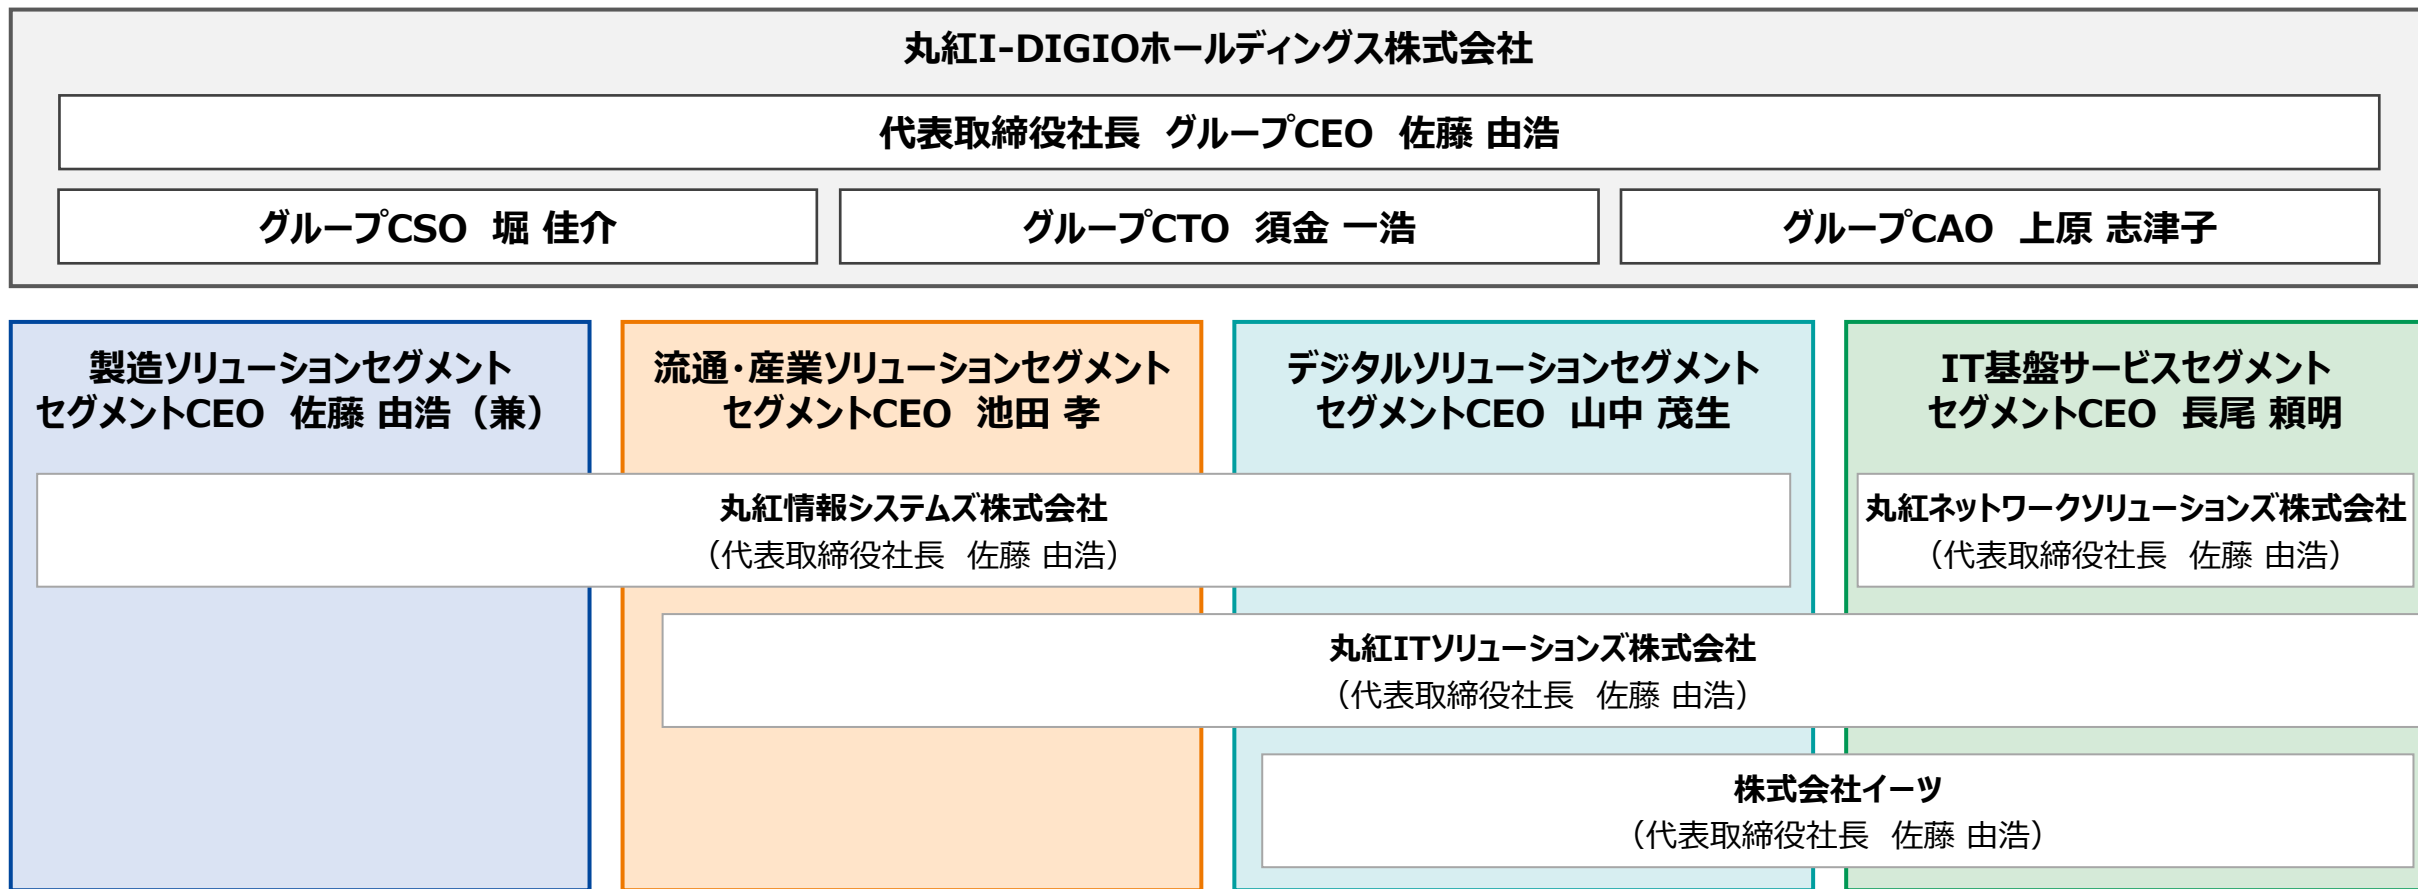 丸紅I-DIGIOホールディングス株式会社
代表取締役社長 グループCEO 佐藤 由浩
グループCSO 堀 佳介
グループCTO 須金 一浩
グループCAO 上原 志津子
製造ソリューションセグメント
セグメントCEO 佐藤 由浩（兼）
流通・産業ソリューションセグメント
セグメントCEO 池田 孝
デジタルソリューションセグメント
セグメントCEO 山中 茂生
IT基盤サービスセグメント
セグメントCEO 長尾 頼明
丸紅情報システムズ株式会社
（代表取締役社長 佐藤 由浩）
丸紅ネットワークソリューションズ株式会社
（代表取締役社長 佐藤 由浩）
丸紅ITソリューションズ株式会社
（代表取締役社長 佐藤 由浩）
株式会社イーツ
（代表取締役社長 佐藤 由浩）